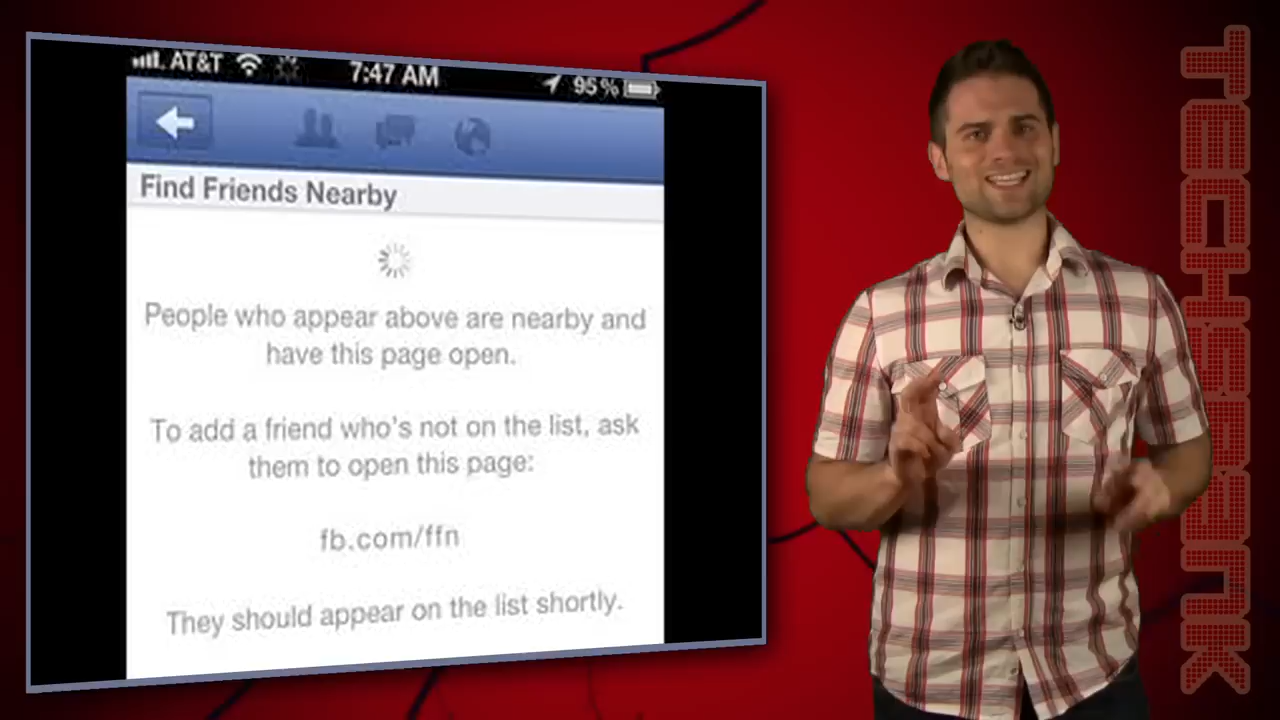 AT&T 7:47 AM 95%
Find Friends Nearby
People who appear above are nearby and
have this page open.
To add a friend who's not on the list, ask
them to open this page:
fb.com/ffn
They should appear on the list shortly.
TECHFEENK